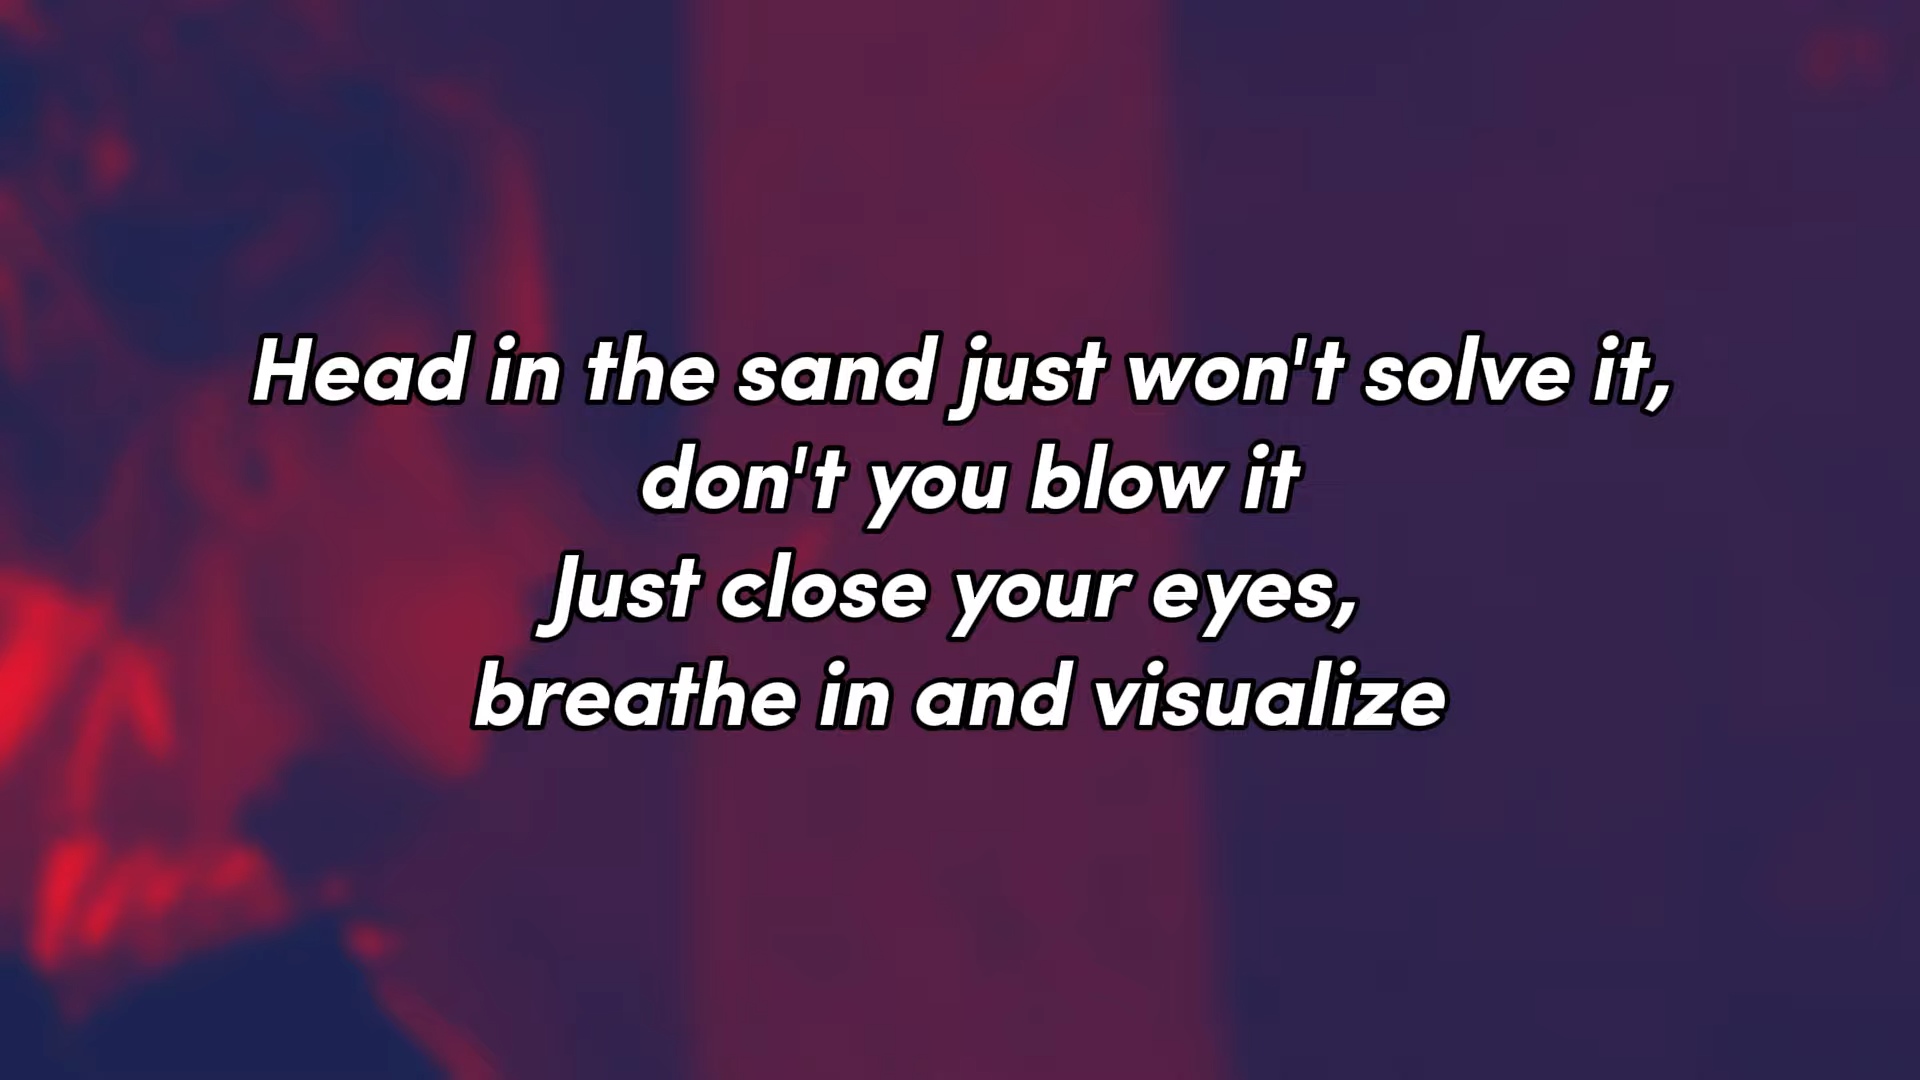 Head in the sand just won't solve it,
don't you blow it
Just close your eyes,
breathe in and visualize